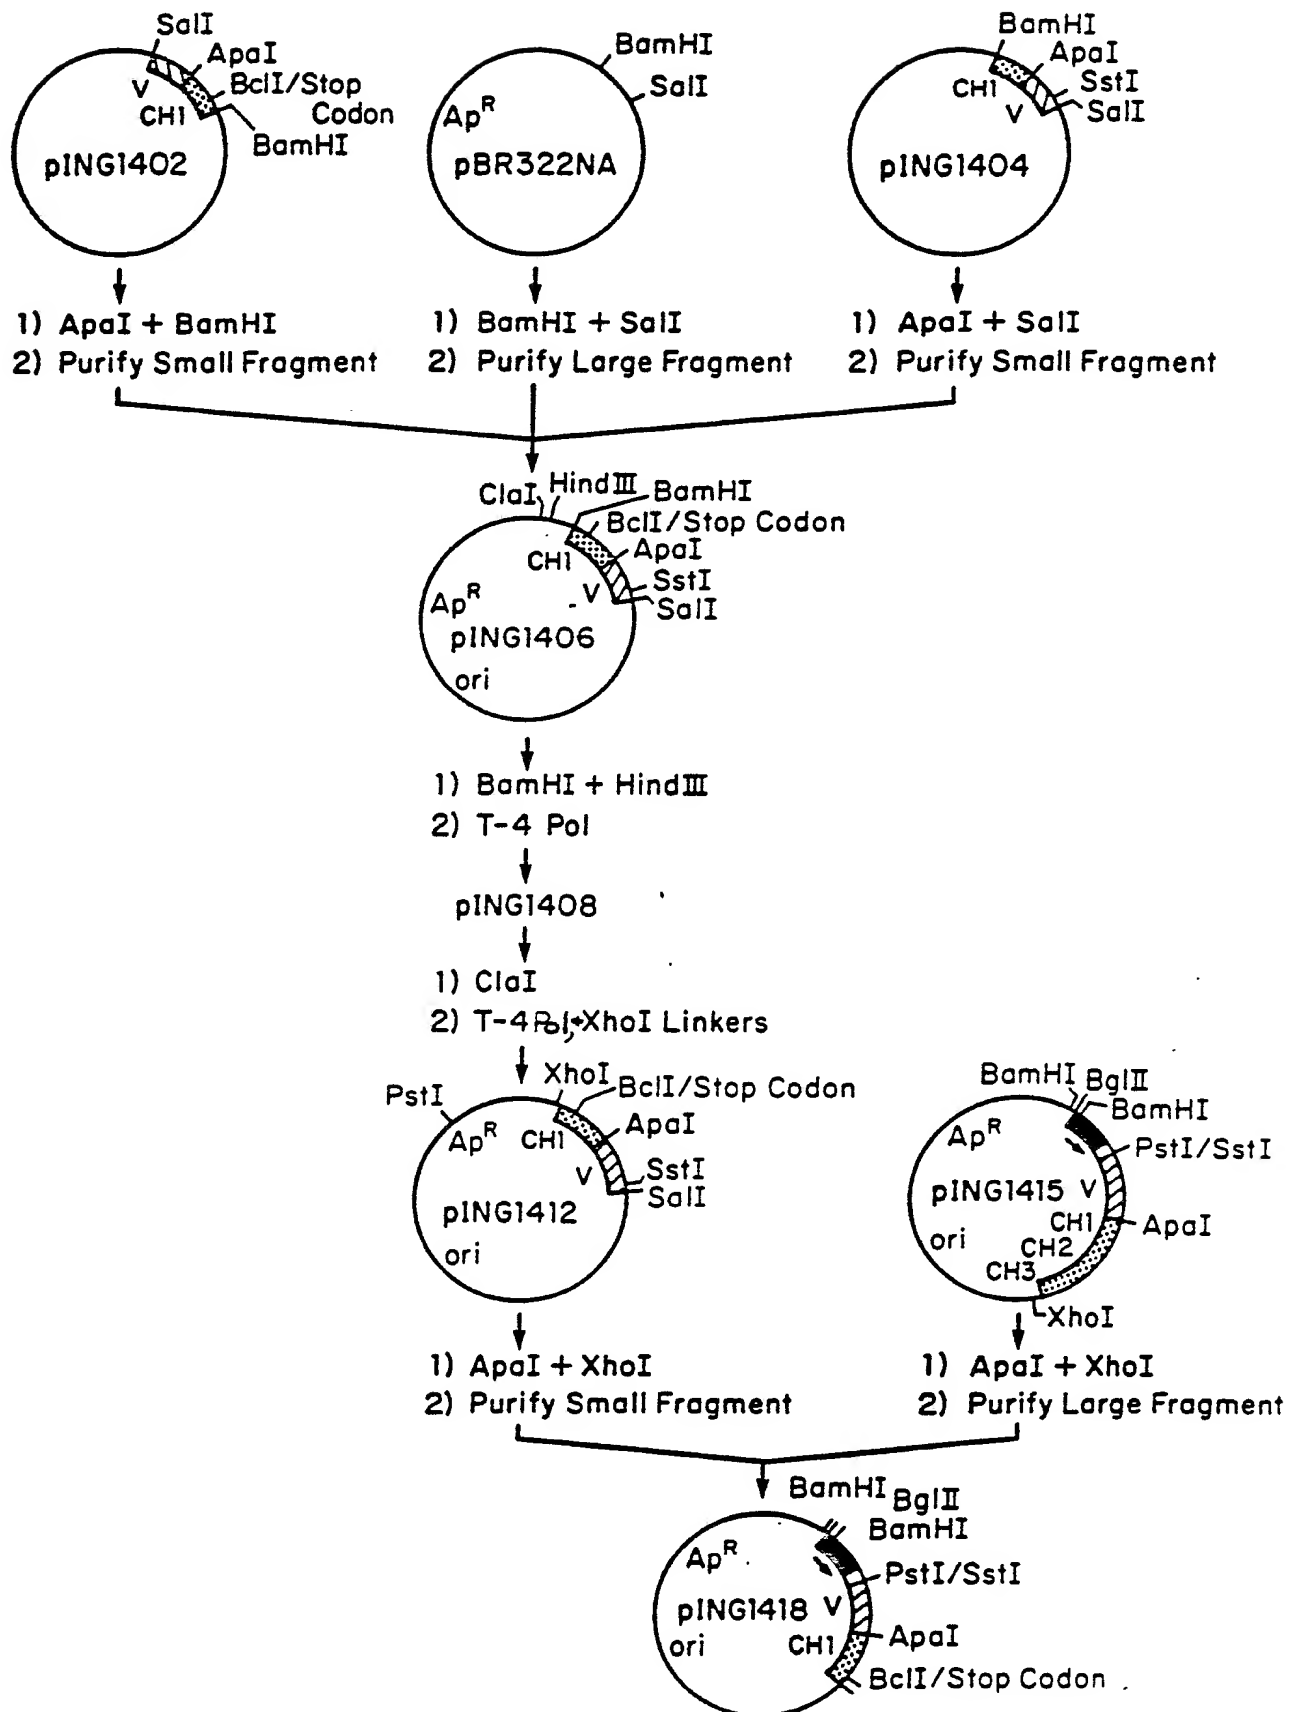 SalI
ApaI
BclI/Stop
Codon
BamHI
V
CH1
pING1402
BamHI
SalI
Ap^R
pBR322NA
BamHI
ApaI
SstI
SalI
CH1
V
pING1404
1) ApaI + BamHI
2) Purify Small Fragment
1) BamHI + SalI
2) Purify Large Fragment
1) ApaI + SalI
2) Purify Small Fragment
ClaI
HindIII
BamHI
BclI/Stop Codon
ApaI
SstI
SalI
CH1
V
Ap^R
pING1406
ori
1) BamHI + HindIII
2) T-4 Pol
pING1408
1) ClaI
2) T-4 Pol,+XhoI Linkers
PstI
XhoI
BclI/Stop Codon
ApaI
SstI
SalI
Ap^R
CH1
V
pING1412
ori
BamHI
BglII
BamHI
PstI/SstI
ApaI
XhoI
Ap^R
pING1415
V
CH1
CH2
CH3
ori
1) ApaI + XhoI
2) Purify Small Fragment
1) ApaI + XhoI
2) Purify Large Fragment
BamHI
BglII
BamHI
PstI/SstI
ApaI
BclI/Stop Codon
Ap^R
pING1418
V
CH1
ori